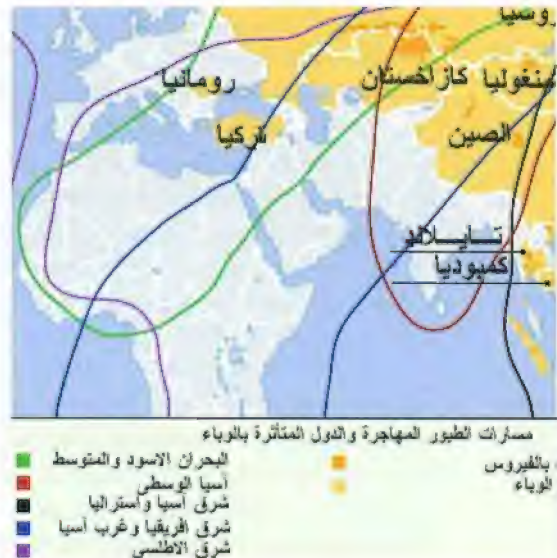 روسيا
رومانيا
كازاخستان
منغوليا
تركيا
الصين
تايلاند
كمبوديا
مسارات الطيور المهاجرة والدول المتأثرة بالوباء
البحران الاسود والمتوسط
آسيا الوسطى
شرق آسيا وأستراليا
شرق افريقيا وغرب آسيا
شرق الاطلسي
بالفيروس
الوباء